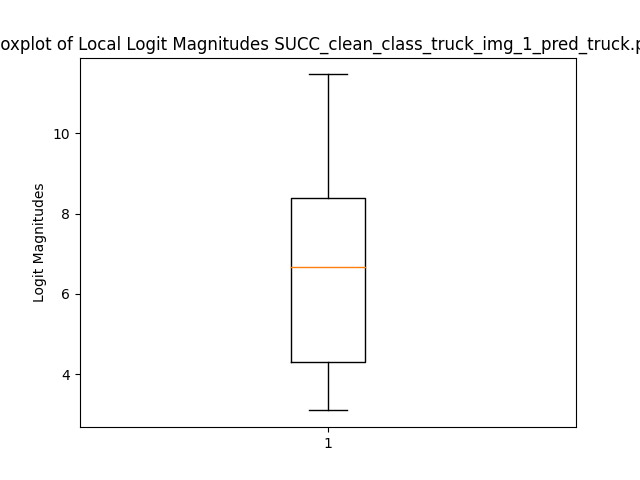 oxplot of Local Logit Magnitudes SUCC_clean_class_truck_img_1_pred_truck.p
Logit Magnitudes
10
8
6
4
1